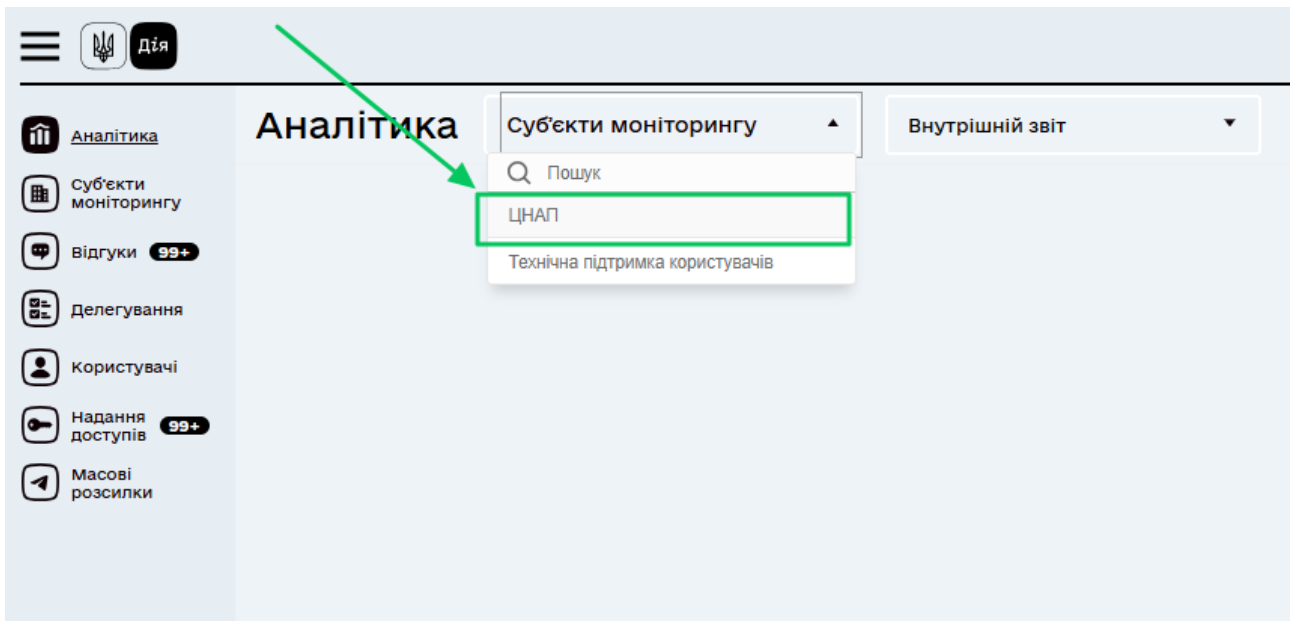 Дія
Аналітика
Суб'єкти
моніторингу
Відгуки 99+
Делегування
Користувачі
Надання
доступів 99+
Масові
розсилки
Аналітика
Суб'єкти моніторингу
Пошук
ЦНАП
Технічна підтримка користувачів
Внутрішній звіт